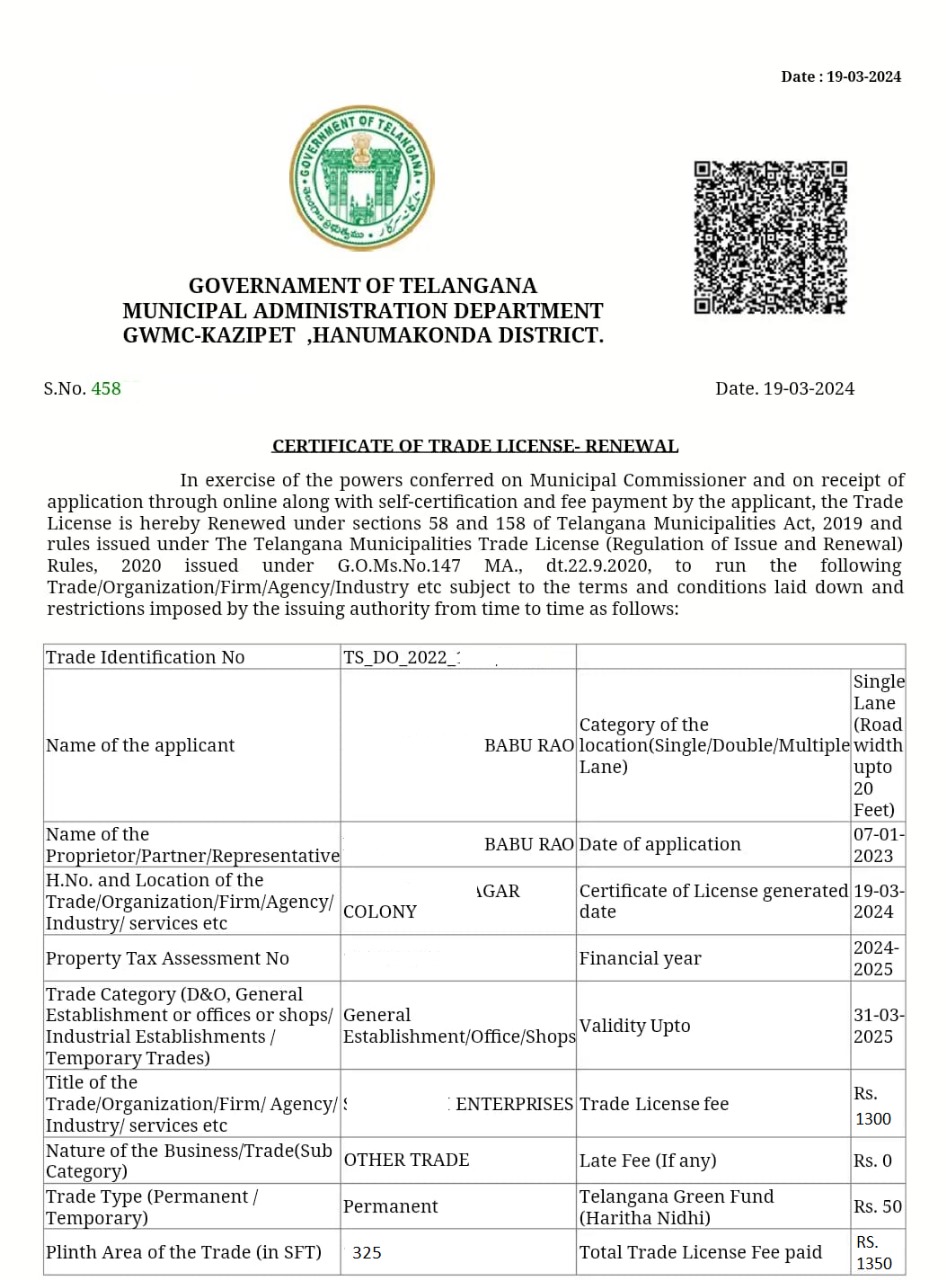 Date : 19-03-2024
GOVERNMENT OF TELANGANA
తెలంగాణ ప్రభుత్వము
GOVERNAMENT OF TELANGANA
MUNICIPAL ADMINISTRATION DEPARTMENT
GWMC-KAZIPET ,HANUMAKONDA DISTRICT.
S.No. 458
Date. 19-03-2024
CERTIFICATE OF TRADE LICENSE- RENEWAL
In exercise of the powers conferred on Municipal Commissioner and on receipt of
application through online along with self-certification and fee payment by the applicant, the Trade
License is hereby Renewed under sections 58 and 158 of Telangana Municipalities Act, 2019 and
rules issued under The Telangana Municipalities Trade License (Regulation of Issue and Renewal)
Rules, 2020 issued under G.O.Ms.No.147 MA., dt.22.9.2020, to run the following
Trade/Organization/Firm/Agency/Industry etc subject to the terms and conditions laid down and
restrictions imposed by the issuing authority from time to time as follows:
Trade Identification No
TS_DO_2022_
Name of the applicant
BABU RAO
Category of the
location(Single/Double/Multiple
Lane)
Single
Lane
(Road
width
upto
20
Feet)
Name of the
Proprietor/Partner/Representative
BABU RAO
Date of application
07-01-
2023
H.No. and Location of the
Trade/Organization/Firm/Agency/
Industry/ services etc
AGAR
COLONY
Certificate of License generated
date
19-03-
2024
Property Tax Assessment No
Financial year
2024-
2025
Trade Category (D&O, General
Establishment or offices or shops/
Industrial Establishments /
Temporary Trades)
General
Establishment/Office/Shops
Validity Upto
31-03-
2025
Title of the
Trade/Organization/Firm/ Agency/
Industry/ services etc
ENTERPRISES
Trade License fee
Rs.
1300
Nature of the Business/Trade(Sub
Category)
OTHER TRADE
Late Fee (If any)
Rs. 0
Trade Type (Permanent /
Temporary)
Permanent
Telangana Green Fund
(Haritha Nidhi)
Rs. 50
Plinth Area of the Trade (in SFT)
325
Total Trade License Fee paid
RS.
1350